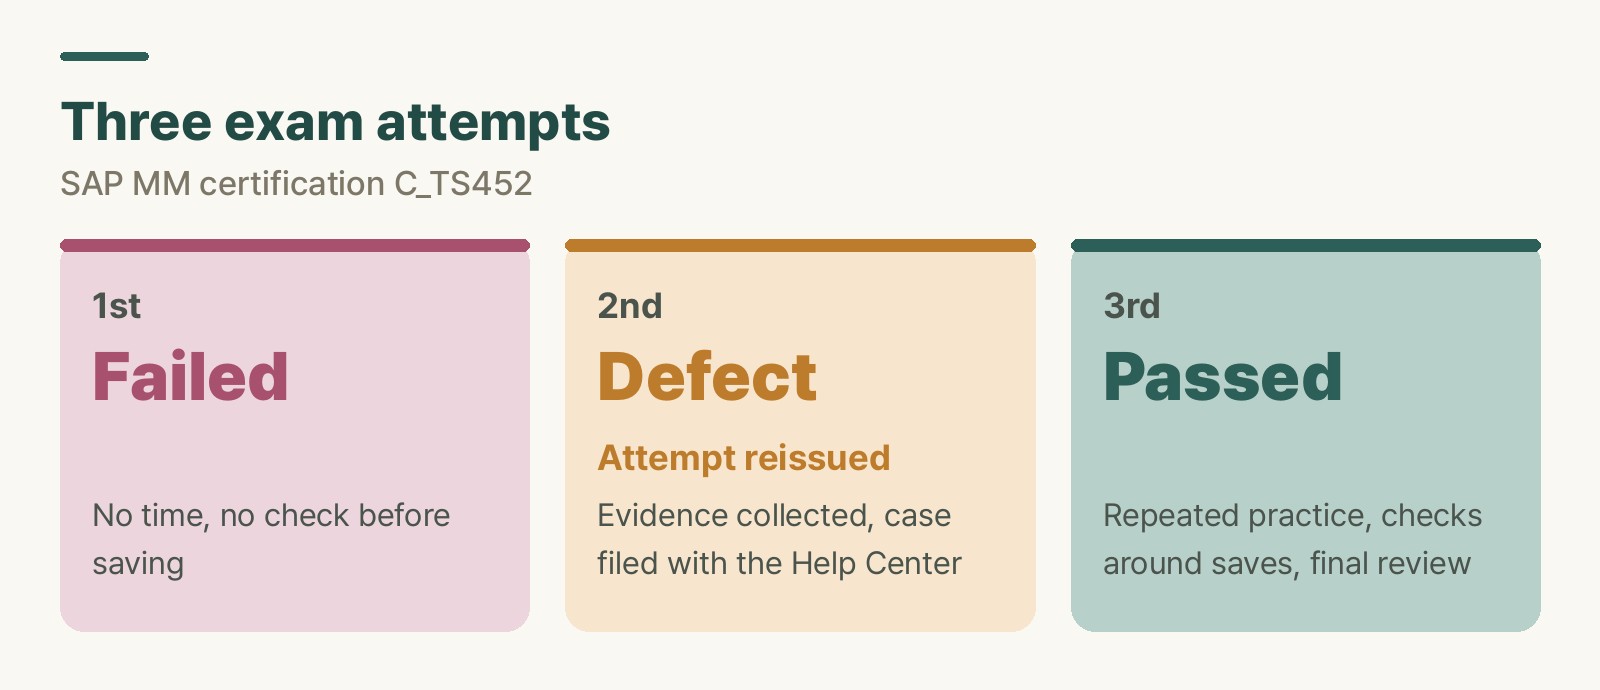 Three exam attempts
SAP MM certification C_TS452
1st
Failed
No time, no check before
saving
2nd
Defect
Attempt reissued
Evidence collected, case
filed with the Help Center
3rd
Passed
Repeated practice, checks
around saves, final review